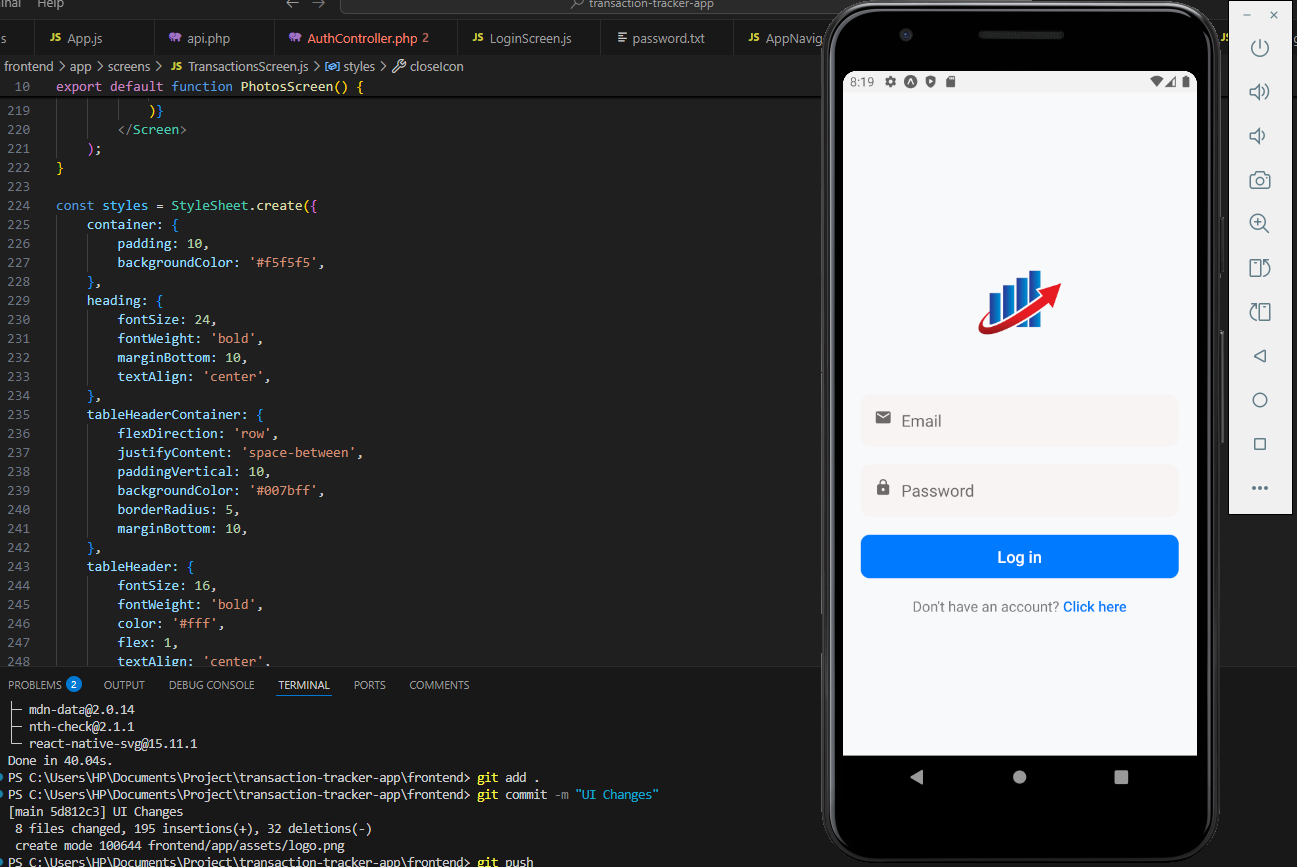 inal Help
transaction-tracker-app
s JS App.js api.php AuthController.php 2 JS LoginScreen.js password.txt JS AppNavig
frontend > app > screens > JS TransactionsScreen.js > styles > closeIcon
10 export default function PhotosScreen() {
219 )}
220 </Screen>
221 );
222 }
223
224 const styles = StyleSheet.create({
225 container: {
226 padding: 10,
227 backgroundColor: '#f5f5f5',
228 },
229 heading: {
230 fontSize: 24,
231 fontWeight: 'bold',
232 marginBottom: 10,
233 textAlign: 'center',
234 },
235 tableHeaderContainer: {
236 flexDirection: 'row',
237 justifyContent: 'space-between',
238 paddingVertical: 10,
239 backgroundColor: '#007bff',
240 borderRadius: 5,
241 marginBottom: 10,
242 },
243 tableHeader: {
244 fontSize: 16,
245 fontWeight: 'bold',
246 color: '#fff',
247 flex: 1,
248 textAlign: 'center',
PROBLEMS 2 OUTPUT DEBUG CONSOLE TERMINAL PORTS COMMENTS
├─ mdn-data@2.0.14
├─ nth-check@2.1.1
└─ react-native-svg@15.11.1
Done in 40.04s.
PS C:\Users\HP\Documents\Project\transaction-tracker-app\frontend> git add .
PS C:\Users\HP\Documents\Project\transaction-tracker-app\frontend> git commit -m "UI Changes"
[main 5d812c3] UI Changes
8 files changed, 195 insertions(+), 32 deletions(-)
create mode 100644 frontend/app/assets/logo.png
PS C:\Users\HP\Documents\Project\transaction-tracker-app\frontend> git push
8:19
Email
Password
Log in
Don't have an account? Click here